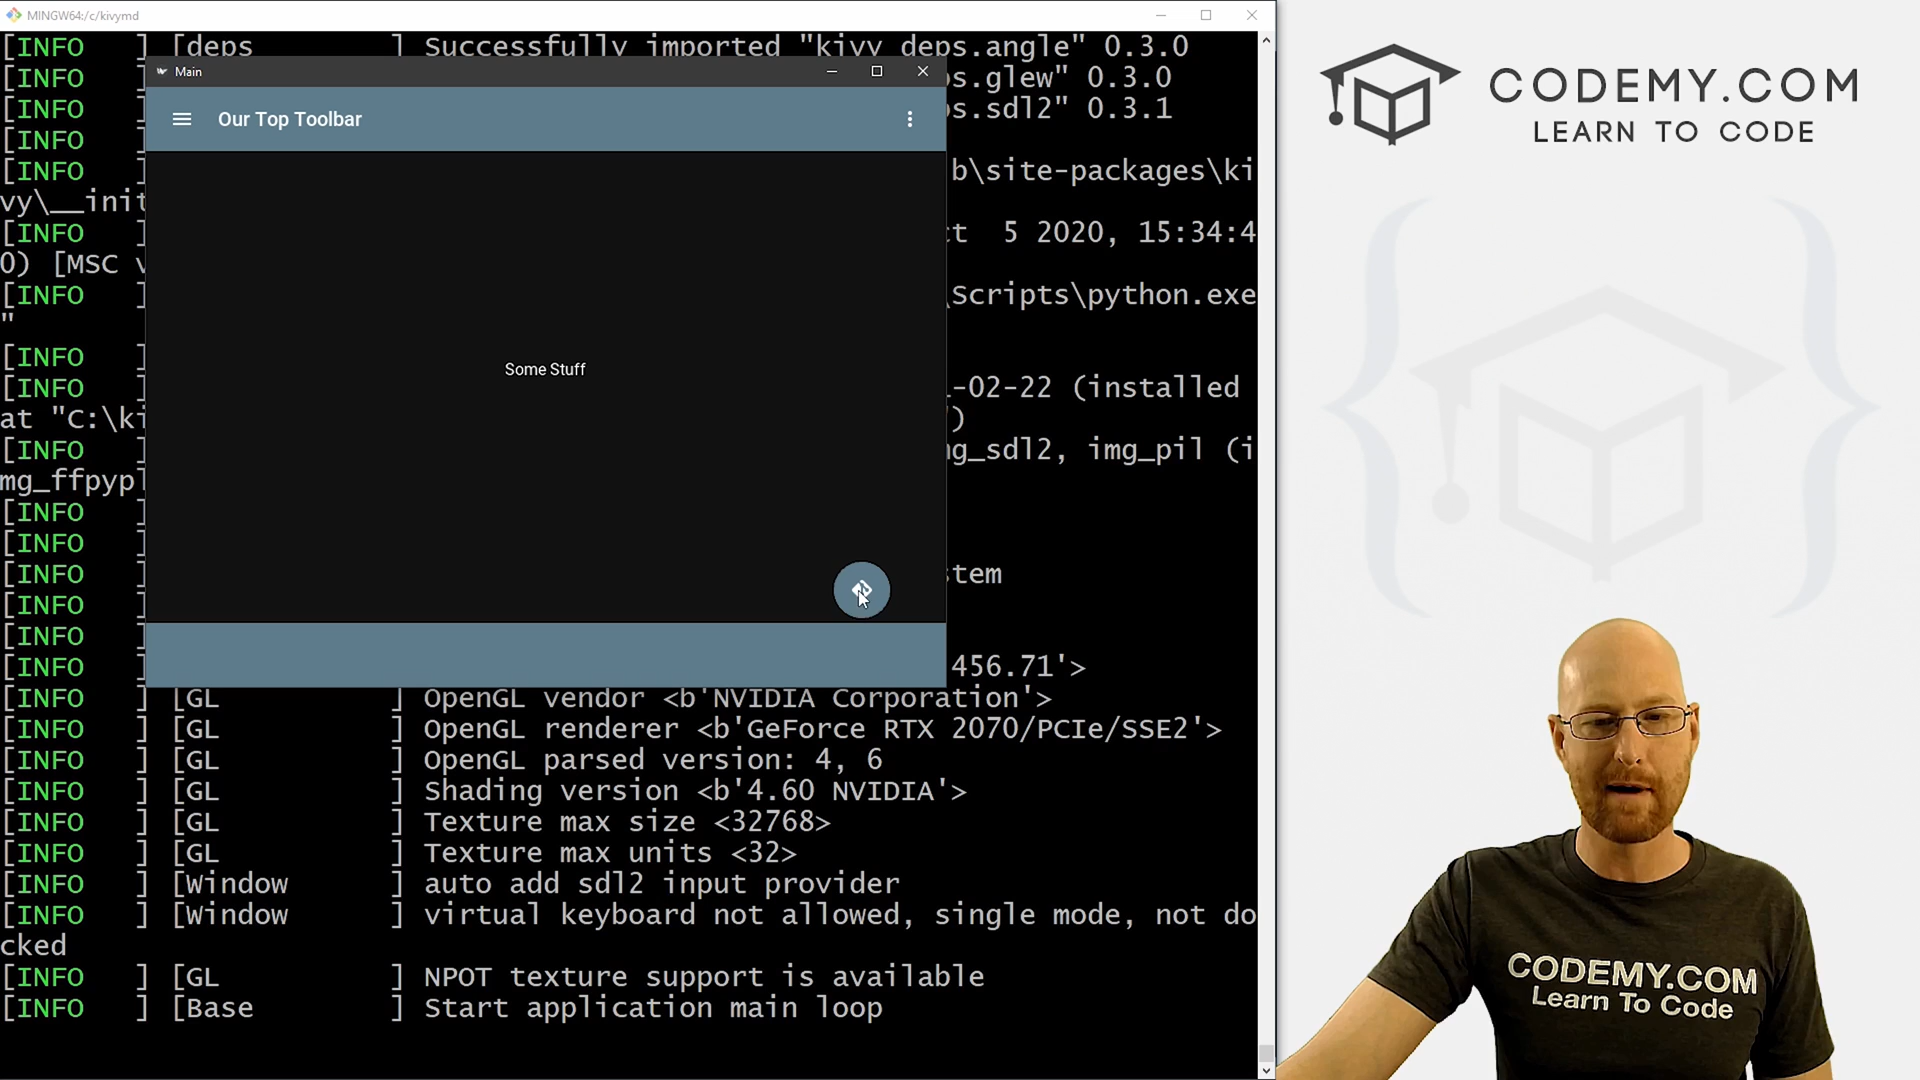 MINGW64:/c/kivymd
[INFO ] [deps ] Successfully imported "kivy_deps.angle" 0.3.0
Main
[INFO ps.glew" 0.3.0
Our Top Toolbar
[INFO ps.sdl2" 0.3.1
[INFO ]
[INFO ] b\site-packages\ki
vy\__init
[INFO ] ct 5 2020, 15:34:4
0) [MSC v
[INFO ] \Scripts\python.exe
"
[INFO ]
Some Stuff
[INFO ] -02-22 (installed
at "C:\ki ")
[INFO ] mg_sdl2, img_pil (i
mg_ffpypl
[INFO ]
[INFO ]
[INFO ] stem
[INFO ]
[INFO ]
[INFO ] 456.71'>
[INFO ] [GL ] OpenGL vendor <b'NVIDIA Corporation'>
[INFO ] [GL ] OpenGL renderer <b'GeForce RTX 2070/PCIe/SSE2'>
[INFO ] [GL ] OpenGL parsed version: 4, 6
[INFO ] [GL ] Shading version <b'4.60 NVIDIA'>
[INFO ] [GL ] Texture max size <32768>
[INFO ] [GL ] Texture max units <32>
[INFO ] [Window ] auto add sdl2 input provider
[INFO ] [Window ] virtual keyboard not allowed, single mode, not do
cked
[INFO ] [GL ] NPOT texture support is available
[INFO ] [Base ] Start application main loop
CODEMY.COM
LEARN TO CODE
CODEMY.COM
Learn To Code